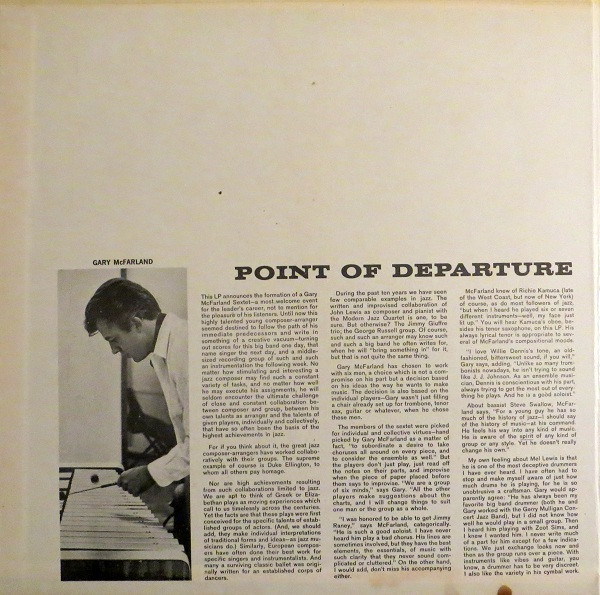 GARY McFARLAND
POINT OF DEPARTURE
This LP announces the formation of a Gary
McFarland Sextet—a most welcome event
for the leader's career, not to mention for
the pleasure of his listeners. Until now this
highly talented young composer-arranger
seemed destined to follow the path of his
immediate predecessors and write in
something of a creative vacuum—turning
out scores for this big band one day, that
name singer the next day, and a middle-
sized recording group of such and such
an instrumentation the following week. No
matter how stimulating and interesting a
jazz composer may find such a constant
variety of tasks, and no matter how well
he may execute his assignments, he will
seldom encounter the ultimate challenge
of close and constant collaboration be-
tween composer and group, between his
own talents as arranger and the talents of
given players, individually and collectively,
that have so often been the basis of the
highest achievements in jazz.
For if you think about it, the great jazz
composer-arrangers have worked collabo-
ratively with their groups. The supreme
example of course is Duke Ellington, to
whom all others pay homage.
Nor are high achievements resulting
from such collaborations limited to jazz.
We are apt to think of Greek or Eliza-
bethan plays as moving experiences which
call to us timelessly across the centuries.
Yet the facts are that these plays were first
conceived for the specific talents of estab-
lished groups of actors. (And, we should
add, they make individual interpretations
of traditional forms and ideas—as jazz mu-
sicians do.) Similarly, European compos-
ers have often done their best work for
specific singers and instrumentalists. And
many a surviving classic ballet was origi-
nally written for an established corps of
dancers.
During the past ten years we have seen
few comparable examples in jazz. The
written and improvised collaboration of
John Lewis as composer and pianist with
the Modern Jazz Quartet is one, to be
sure. But otherwise? The Jimmy Giuffre
trio; the George Russell group. Of course,
such and such an arranger may know such
and such a big band he often writes for,
when he will "bring something in" for it,
but that is not quite the same thing.
Gary McFarland has chosen to work
with six men, a choice which is not a com-
promise on his part but a decision based
on his ideas the way he wants to make
music. The decision is also based on the
individual players—Gary wasn't just filling
a chair already set up for trombone, tenor
sax, guitar or whatever, when he chose
these men.
The members of the sextet were picked
for individual and collective virtues—hand
picked by Gary McFarland as a matter of
fact, "to subordinate a desire to take
choruses all around on every piece, and
to consider the ensemble as well." But
the players don't just play, just read off
the notes on their parts, and improvise
when the piece of paper placed before
them says to improvise. "We are a group
of six minds," says Gary. "All the other
players make suggestions about the
charts, and I will change things to suit
one man or the group as a whole.
"I was honored to be able to get Jimmy
Raney," says McFarland, categorically.
"He is such a good soloist, I have never
heard him play a bad chorus. His lines are
sometimes involved, but they have the best
elements, the essentials, of music with
such clarity that they never sound com-
plicated or cluttered." On the other hand,
I would add, don't miss his accompanying
either.
McFarland knew of Richie Kamuca (late
of the West Coast, but now of New York)
of course, as do most followers of jazz,
"but when I heard he played six or seven
different instruments—well, my face just
lit up." You will hear Kamuca's oboe, be-
sides his tenor saxophone, on this LP. His
always lyrical tenor is appropriate to sev-
eral of McFarland's compositional moods.
"I love Willie Dennis's tone, an old-
fashioned, bittersweet sound, if you will,"
Gary says, adding, "Unlike so many trom-
bonists nowadays, he isn't trying to sound
like J. J. Johnson. As an ensemble musi-
cian, Dennis is conscientious with his part,
always trying to get the most out of every-
thing he plays. And he is a good soloist."
About bassist Steve Swallow, McFar-
land says, "For a young guy he has so
much of the history of jazz—I should say
of the history of music—at his command.
He feels his way into any kind of music.
He is aware of the spirit of any kind of
group or any style. Yet he doesn't really
change his own."
My own feeling about Mel Lewis is that
he is one of the most deceptive drummers
I have ever heard. I have often had to
stop and make myself aware of just how
much drums he is playing, for he is so
unobtrusive a craftsman. Gary would ap-
parently agree: "He has always been my
favorite big band drummer (both he and
Gary worked with the Gerry Mulligan Con-
cert Jazz Band), but I did not know how
well he would play in a small group. Then
I heard him playing with Zoot Sims, and
I knew I wanted him. I never write much
of a part for him except for a few indica-
tions. We just exchange looks now and
then as the group runs over a piece. With
instruments like vibes and guitar, you
know, a drummer has to be very discreet.
I also like the variety in his cymbal work,